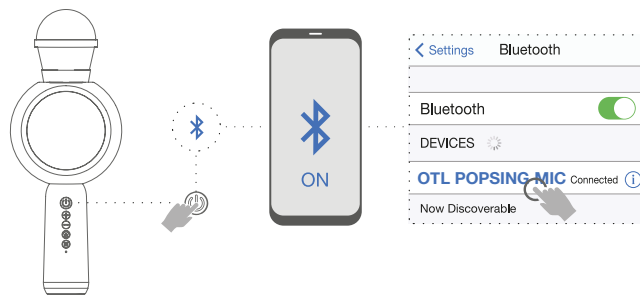 ON
Settings Bluetooth
Bluetooth
DEVICES
OTL POPSING MIC Connected
Now Discoverable